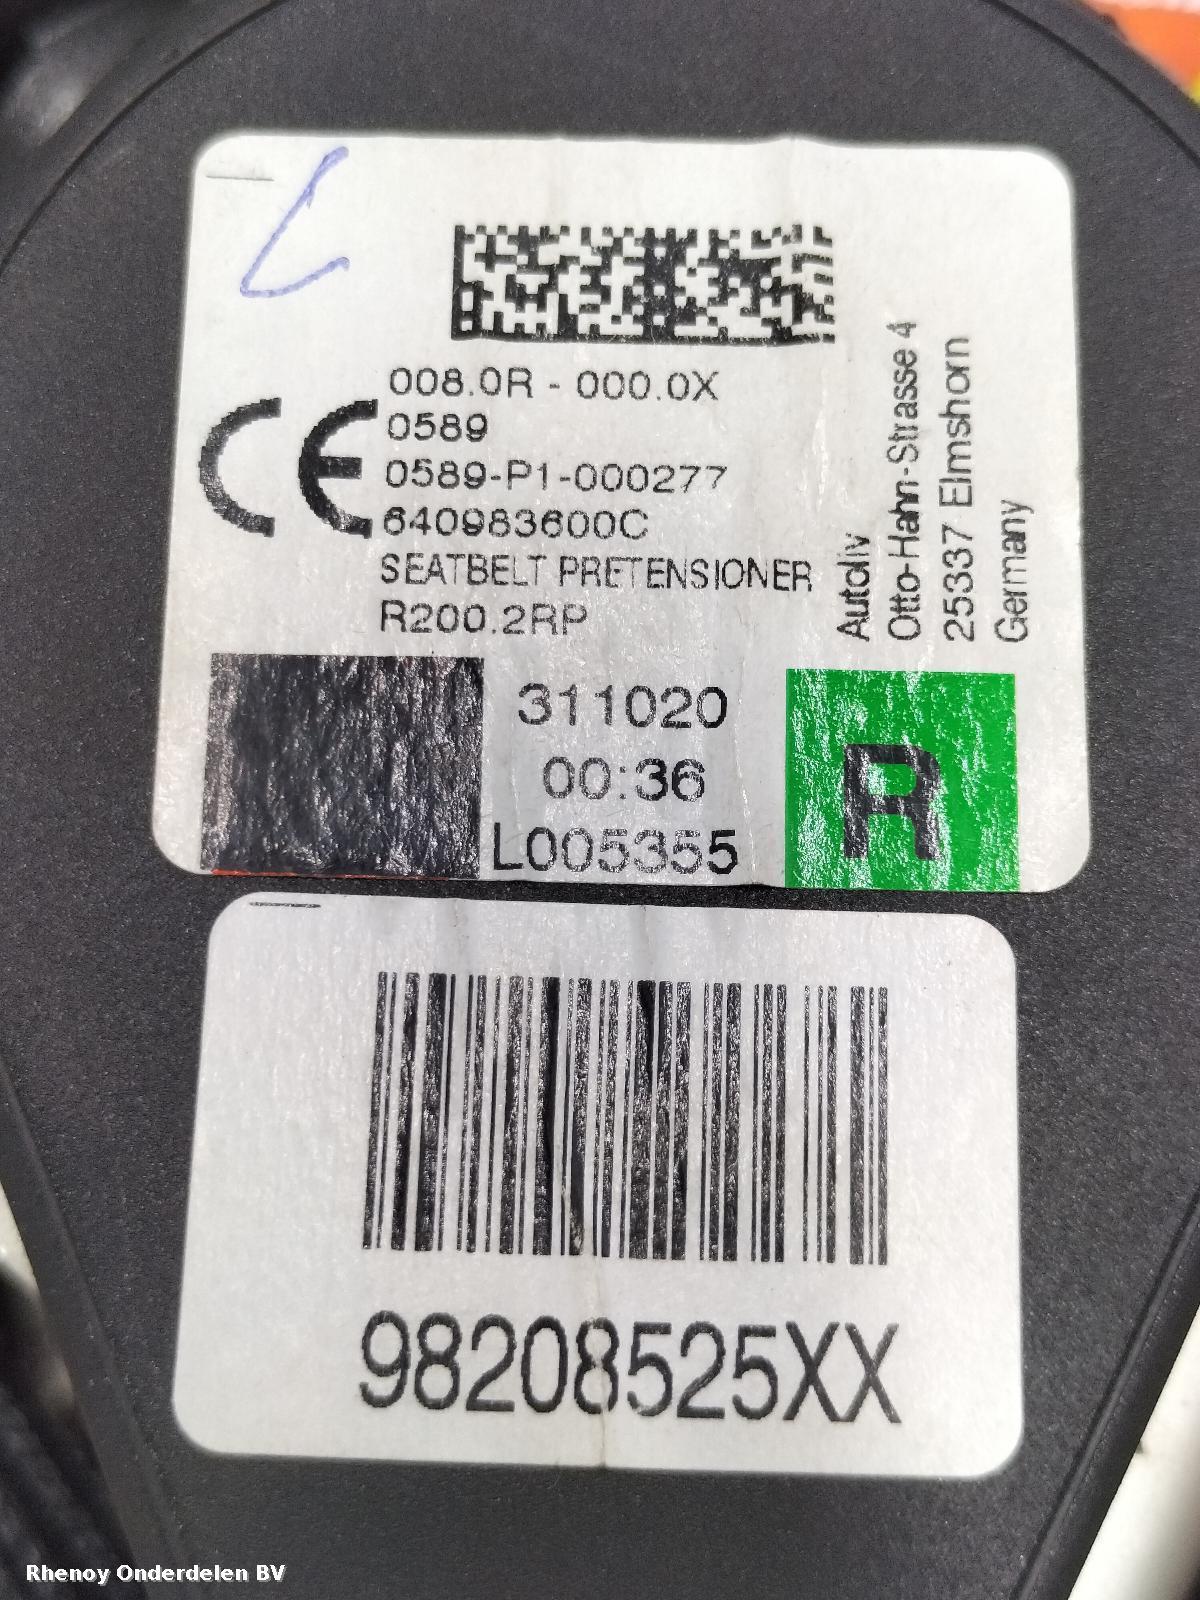 L
008.0R - 000.0X
CE
0589
0589-P1-000277
640983600C
SEATBELT PRETENSIONER
R200.2RP
Autoliv
Otto-Hahn-Strasse 4
25337 Elmshorn
Germany
311020
00:36
L005355
R
98208525XX
Rhenoy Onderdelen BV